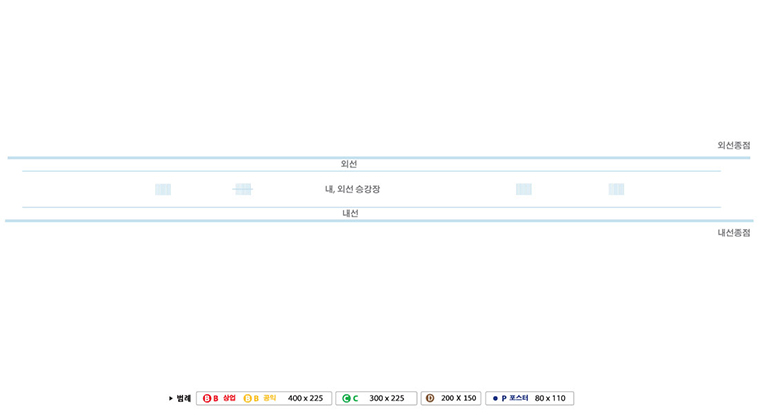 외선종점
외선
내, 외선 승강장
내선
내선종점
▶ 범례 B B 상업 B B 공익 400 x 225 C C 300 x 225 D 200 X 150 ● P 포스터 80 x 110